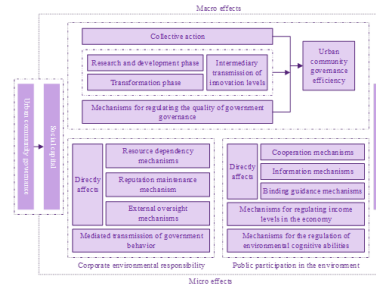 Macro effects
Collective action
Research and development phase
Transformation phase
Intermediary
transmission of
innovation levels
Urban
community
governance
efficiency
Mechanisms for regulating the quality of government
governance
Urban community governance
Social capital
Directly
affects
Resource dependency
mechanisms
Reputation maintenance
mechanism
External oversight
mechanisms
Mediated transmission of government
behavior
Directly
affects
Cooperation mechanisms
Information mechanisms
Binding guidance mechanisms
Mechanisms for regulating income
levels in the economy
Mechanisms for the regulation of
environmental cognitive abilities
Corporate environmental responsibility
Public participation in the environment
Micro effects